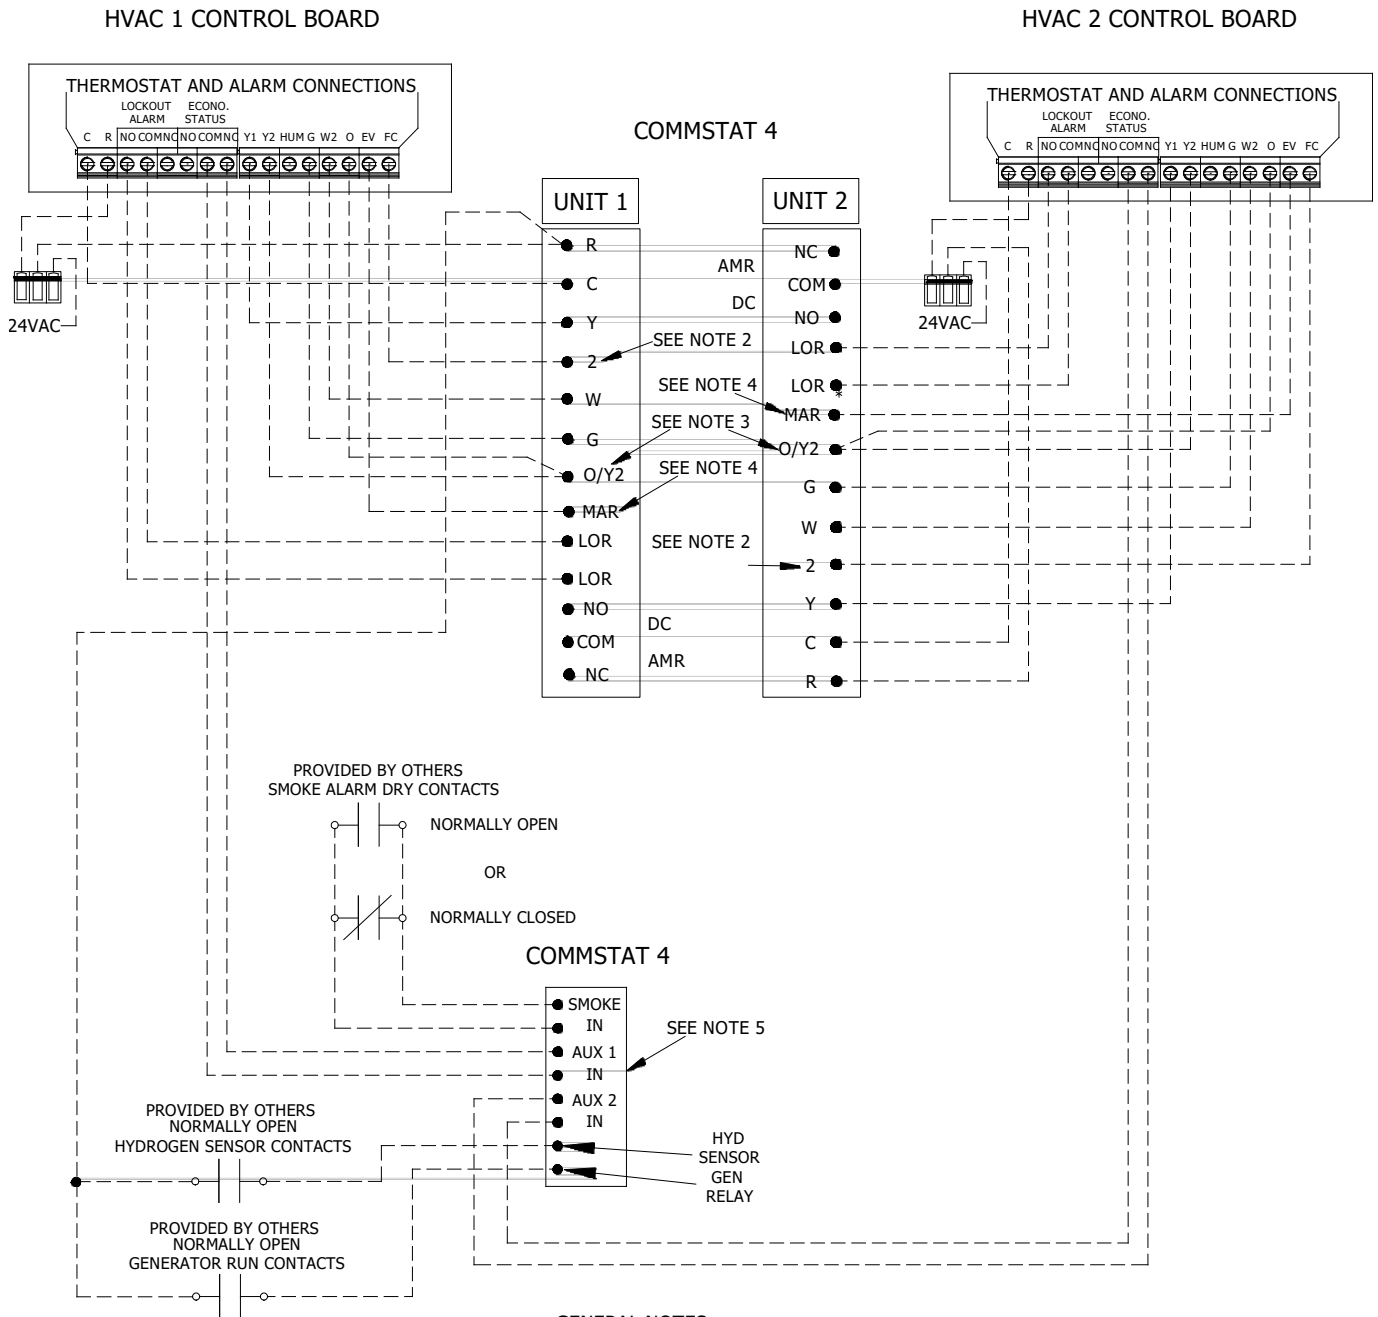 HVAC 1 CONTROL BOARD
HVAC 2 CONTROL BOARD
THERMOSTAT AND ALARM CONNECTIONS
LOCKOUT ECONO.
ALARM STATUS
C R NO COM NC NO COM NC Y1 Y2 HUM G W2 O EV FC
THERMOSTAT AND ALARM CONNECTIONS
LOCKOUT ECONO.
ALARM STATUS
C R NO COM NC NO COM NC Y1 Y2 HUM G W2 O EV FC
COMMSTAT 4
UNIT 1
UNIT 2
24VAC
24VAC
R
C
Y
2
W
G
O/Y2
MAR
LOR
LOR
NO
COM
NC
AMR
DC
SEE NOTE 2
SEE NOTE 4
SEE NOTE 3
SEE NOTE 4
SEE NOTE 2
DC
AMR
NC
COM
NO
LOR
LOR
*
MAR
O/Y2
G
W
2
Y
C
R
PROVIDED BY OTHERS
SMOKE ALARM DRY CONTACTS
NORMALLY OPEN
OR
NORMALLY CLOSED
COMMSTAT 4
SMOKE
IN
AUX 1
IN
AUX 2
IN
SEE NOTE 5
HYD
SENSOR
GEN
RELAY
PROVIDED BY OTHERS
NORMALLY OPEN
HYDROGEN SENSOR CONTACTS
PROVIDED BY OTHERS
NORMALLY OPEN
GENERATOR RUN CONTACTS
GENERAL NOTES